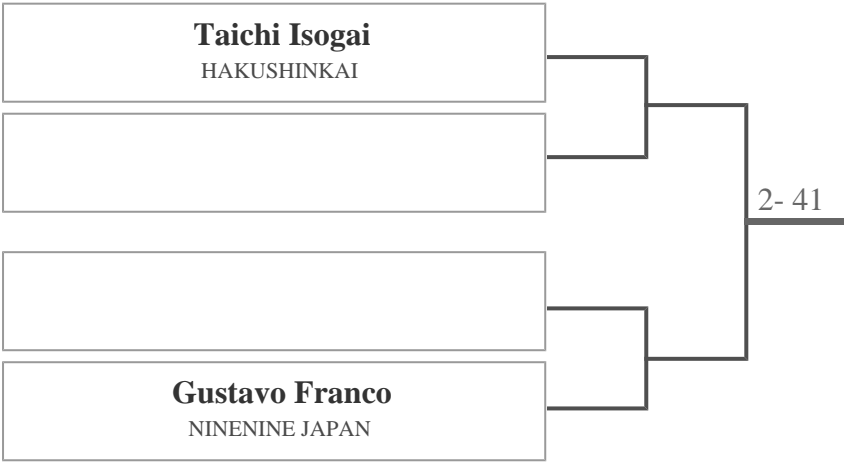 Taichi Isogai
HAKUSHINKAI
2- 41
Gustavo Franco
NINENINE JAPAN